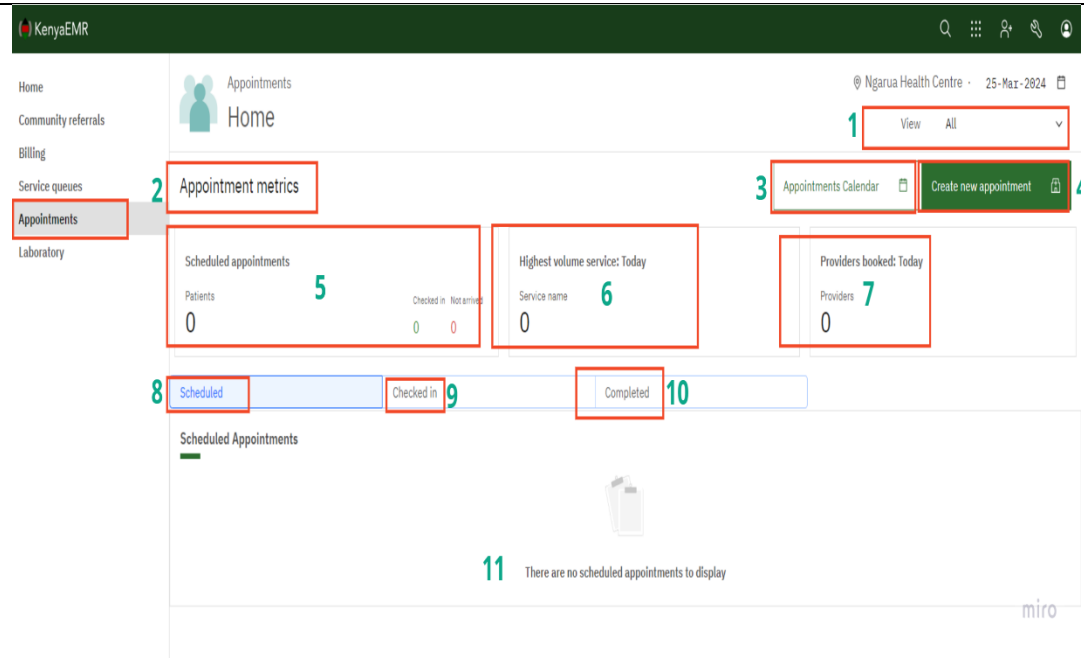 KenyaEMR
Home
Community referrals
Billing
Service queues
Appointments
Laboratory
Appointments
Home
Ngarua Health Centre · 25-Mar-2024
1 View All
2 Appointment metrics
3 Appointments Calendar
Create new appointment 4
Scheduled appointments
Patients
0
Checked in Not arrived
0 0
5
Highest volume service: Today
Service name
0
6
Providers booked: Today
Providers
0
7
8 Scheduled
Checked in 9
Completed 10
Scheduled Appointments
11 There are no scheduled appointments to display
miro